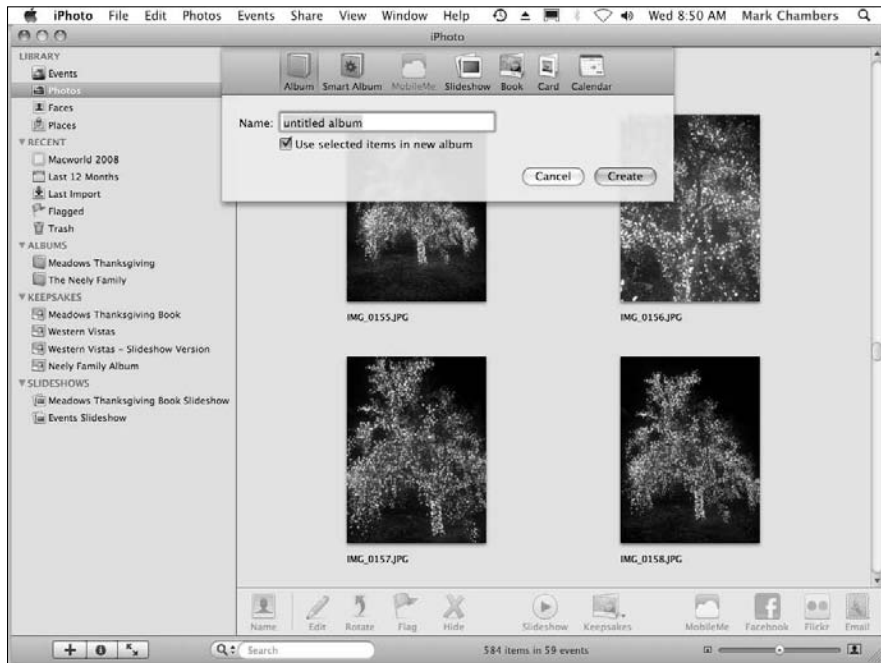 iPhoto File Edit Photos Events Share View Window Help Wed 8:50 AM Mark Chambers
iPhoto
LIBRARY
Events
Photos
Faces
Places
RECENT
Macworld 2008
Last 12 Months
Last Import
Flagged
Trash
ALBUMS
Meadows Thanksgiving
The Neely Family
KEEPSAKES
Meadows Thanksgiving Book
Western Vistas
Western Vistas – Slideshow Version
Neely Family Album
SLIDESHOWS
Meadows Thanksgiving Book Slideshow
Events Slideshow
Album Smart Album MobileMe Slideshow Book Card Calendar
Name: untitled album
Use selected items in new album
Cancel Create
IMG_0155.JPG IMG_0156.JPG
IMG_0157.JPG IMG_0158.JPG
Name Edit Rotate Flag Hide Slideshow Keepsakes MobileMe Facebook Flickr Email
Search 584 items in 59 events